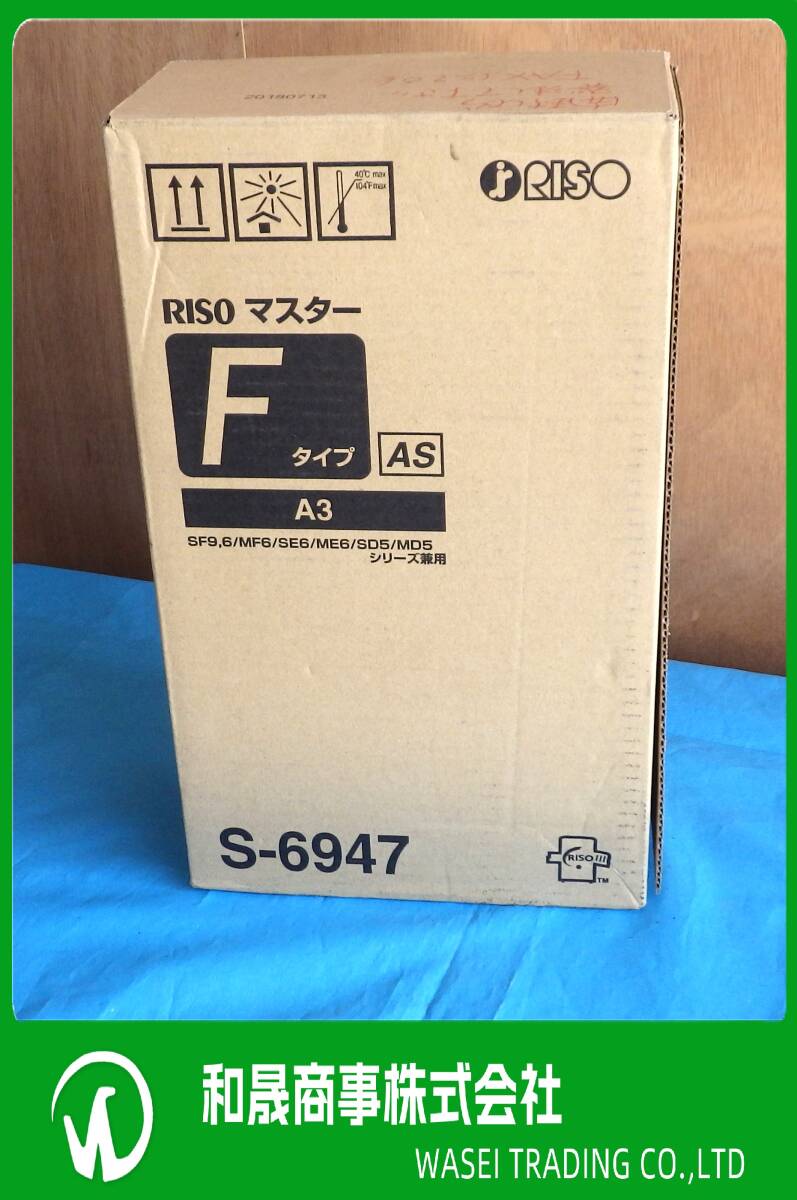 20180713
40℃ max
104°F max
RISO
RISO マスター
F タイプ
AS
A3
SF9,6/MF6/SE6/ME6/SD5/MD5
シリーズ兼用
S-6947
RISO III
TM
和晟商事株式会社
WASEI TRADING CO.,LTD